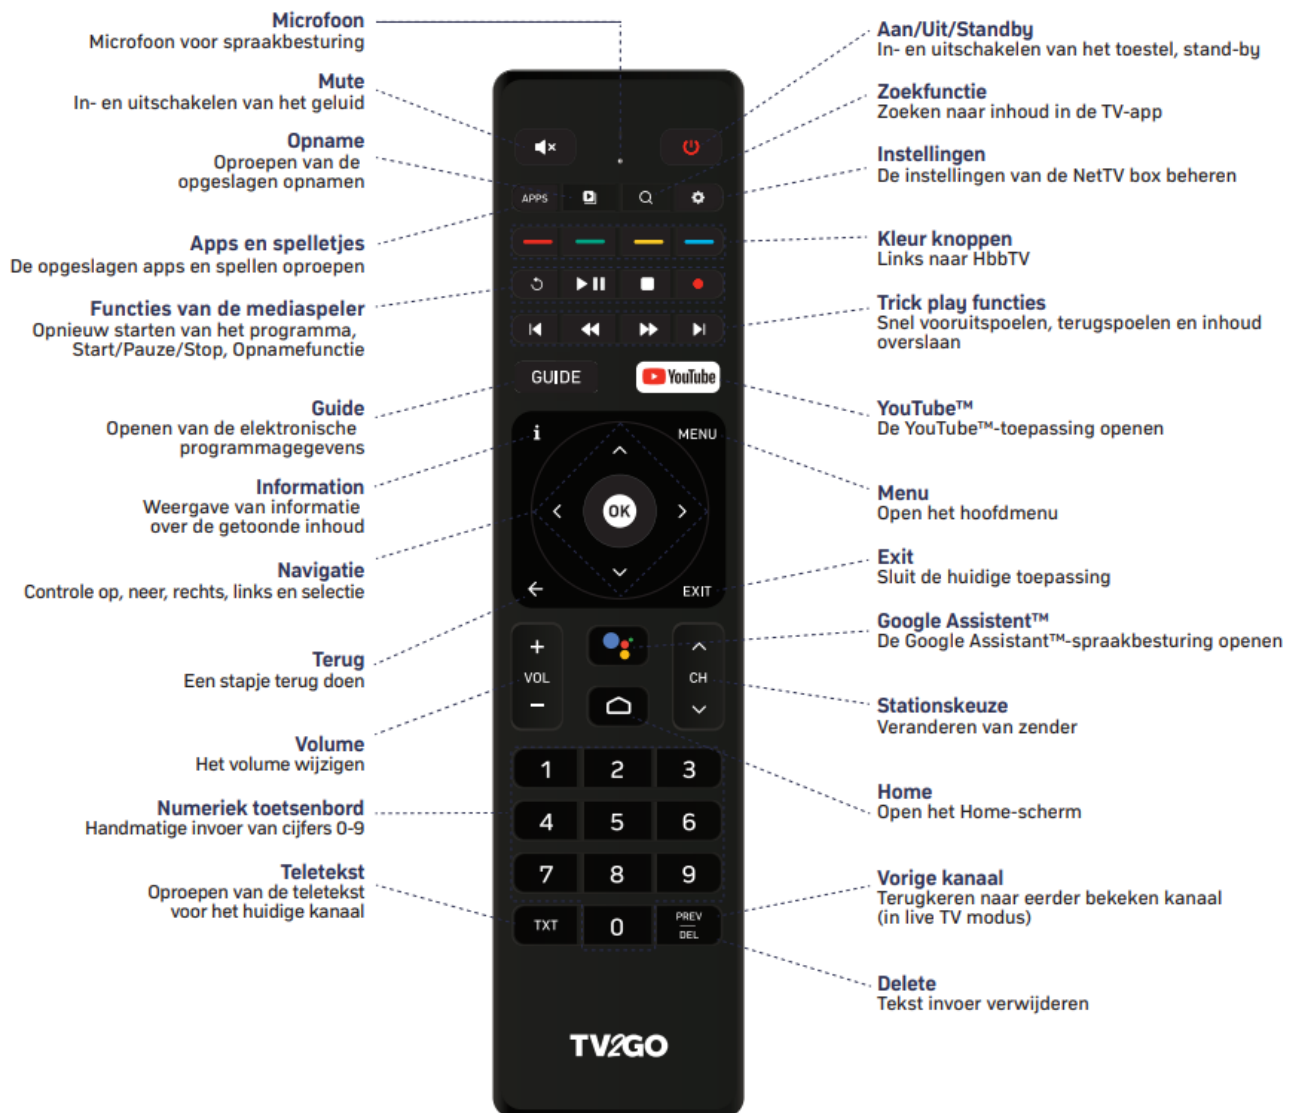 Microfoon
Microfoon voor spraakbesturing
Mute
In- en uitschakelen van het geluid
Opname
Oproepen van de
opgeslagen opnamen
Apps en spelletjes
De opgeslagen apps en spellen oproepen
Functies van de mediaspeler
Opnieuw starten van het programma,
Start/Pauze/Stop, Opnamefunctie
Guide
Openen van de elektronische
programmagegevens
Information
Weergave van informatie
over de getoonde inhoud
Navigatie
Controle op, neer, rechts, links en selectie
Terug
Een stapje terug doen
Volume
Het volume wijzigen
Numeriek toetsenbord
Handmatige invoer van cijfers 0-9
Teletekst
Oproepen van de teletekst
voor het huidige kanaal
APPS
GUIDE
YouTube
i
MENU
OK
EXIT
+
VOL
−
CH
1 2 3
4 5 6
7 8 9
TXT 0 PREV
DEL
TV2GO
Aan/Uit/Standby
In- en uitschakelen van het toestel, stand-by
Zoekfunctie
Zoeken naar inhoud in de TV-app
Instellingen
De instellingen van de NetTV box beheren
Kleur knoppen
Links naar HbbTV
Trick play functies
Snel vooruitspoelen, terugspoelen en inhoud
overslaan
YouTube™
De YouTube™-toepassing openen
Menu
Open het hoofdmenu
Exit
Sluit de huidige toepassing
Google Assistent™
De Google Assistant™-spraakbesturing openen
Stationskeuze
Veranderen van zender
Home
Open het Home-scherm
Vorige kanaal
Terugkeren naar eerder bekeken kanaal
(in live TV modus)
Delete
Tekst invoer verwijderen